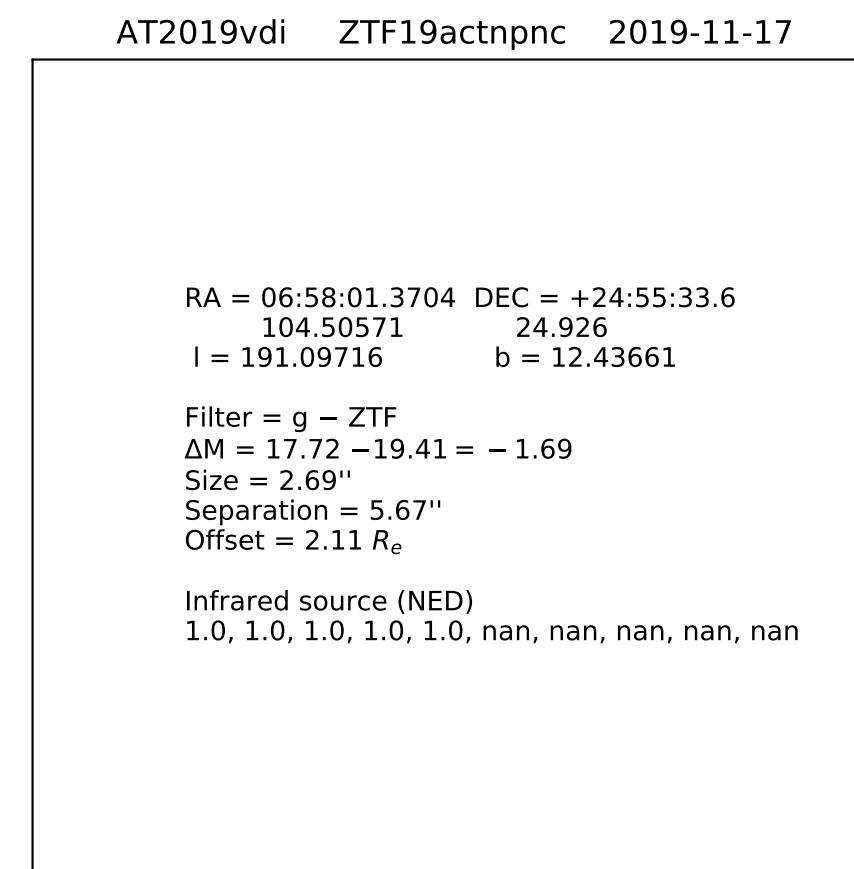 AT2019vdi ZTF19actnpnc 2019-11-17
RA = 06:58:01.3704 DEC = +24:55:33.6
104.50571 24.926
l = 191.09716 b = 12.43661
Filter = g − ZTF
ΔM = 17.72 −19.41 = − 1.69
Size = 2.69''
Separation = 5.67''
Offset = 2.11 Rₑ
Infrared source (NED)
1.0, 1.0, 1.0, 1.0, 1.0, nan, nan, nan, nan, nan